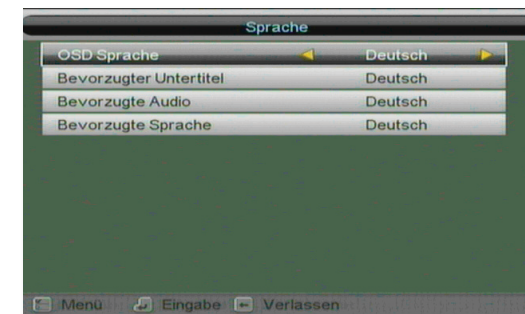 Sprache
OSD Sprache Deutsch
Bevorzugter Untertitel Deutsch
Bevorzugte Audio Deutsch
Bevorzugte Sprache Deutsch
Menü Eingabe Verlassen